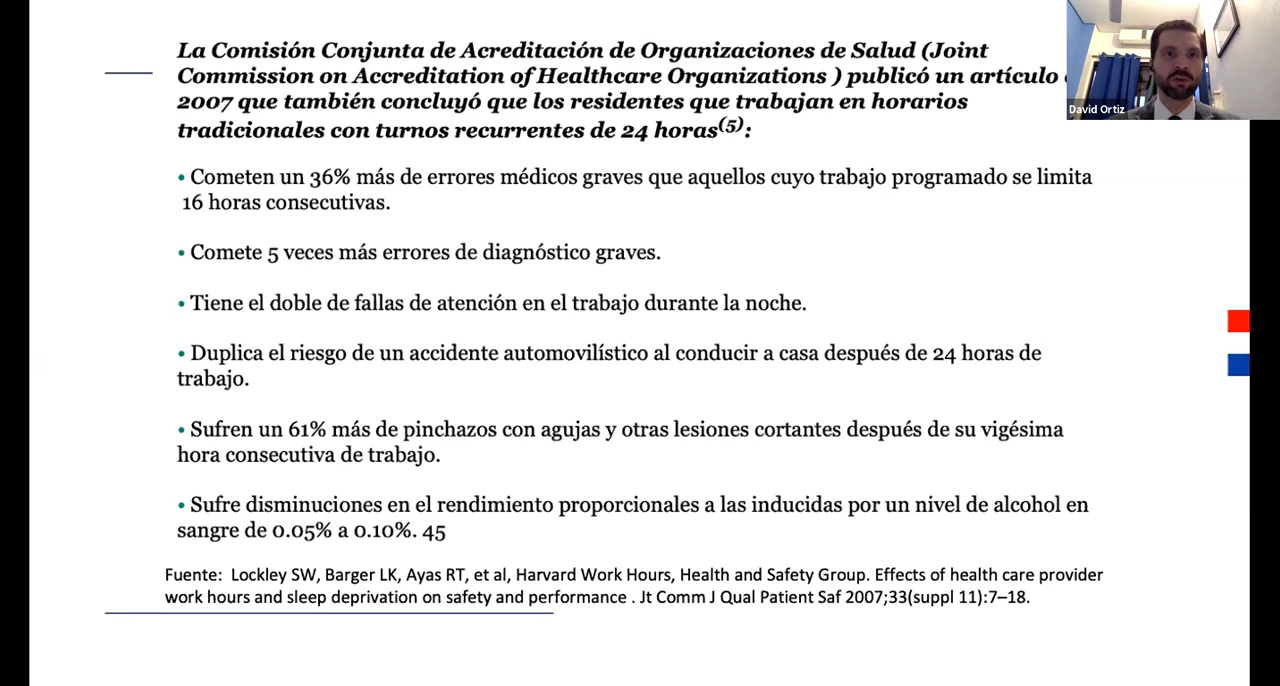 La Comisión Conjunta de Acreditación de Organizaciones de Salud (Joint
Commission on Accreditation of Healthcare Organizations ) publicó un artículo
2007 que también concluyó que los residentes que trabajan en horarios
tradicionales con turnos recurrentes de 24 horas(5):
David Ortiz
• Cometen un 36% más de errores médicos graves que aquellos cuyo trabajo programado se limita
16 horas consecutivas.
• Comete 5 veces más errores de diagnóstico graves.
• Tiene el doble de fallas de atención en el trabajo durante la noche.
• Duplica el riesgo de un accidente automovilístico al conducir a casa después de 24 horas de
trabajo.
• Sufren un 61% más de pinchazos con agujas y otras lesiones cortantes después de su vigésima
hora consecutiva de trabajo.
• Sufre disminuciones en el rendimiento proporcionales a las inducidas por un nivel de alcohol en
sangre de 0.05% a 0.10%. 45
Fuente: Lockley SW, Barger LK, Ayas RT, et al, Harvard Work Hours, Health and Safety Group. Effects of health care provider
work hours and sleep deprivation on safety and performance . Jt Comm J Qual Patient Saf 2007;33(suppl 11):7–18.